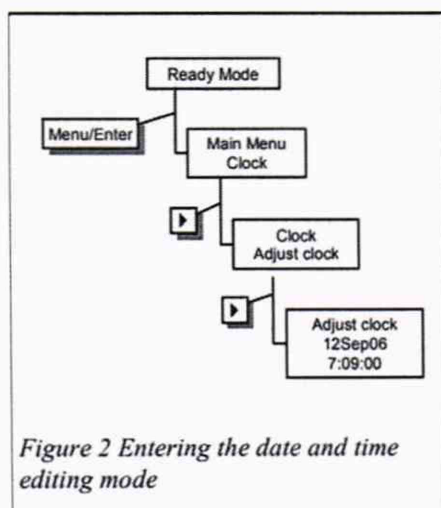 Ready Mode
Menu/Enter
Main Menu
Clock
Clock
Adjust clock
Adjust clock
12Sep06
7:09:00
Figure 2 Entering the date and time
editing mode